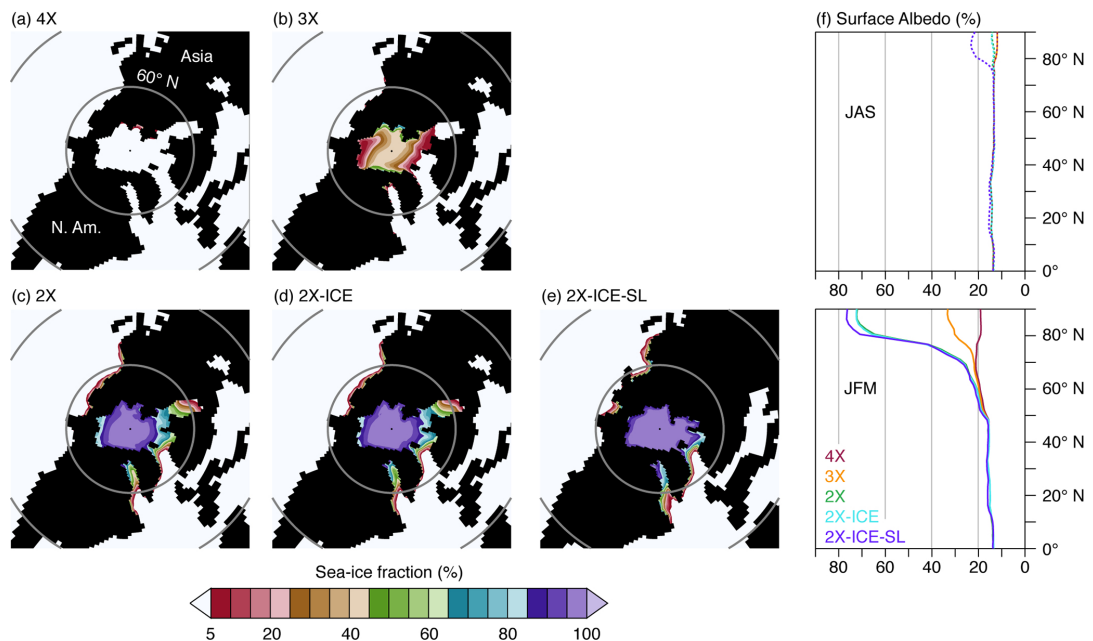 (a) 4X
(b) 3X
(f) Surface Albedo (%)
Asia
60° N
N. Am.
80° N
JAS
60° N
40° N
20° N
0°
80 60 40 20 0
(c) 2X
(d) 2X-ICE
(e) 2X-ICE-SL
80° N
JFM
60° N
40° N
4X
3X
2X
20° N
2X-ICE
2X-ICE-SL
0°
80 60 40 20 0
Sea-ice fraction (%)
5 20 40 60 80 100